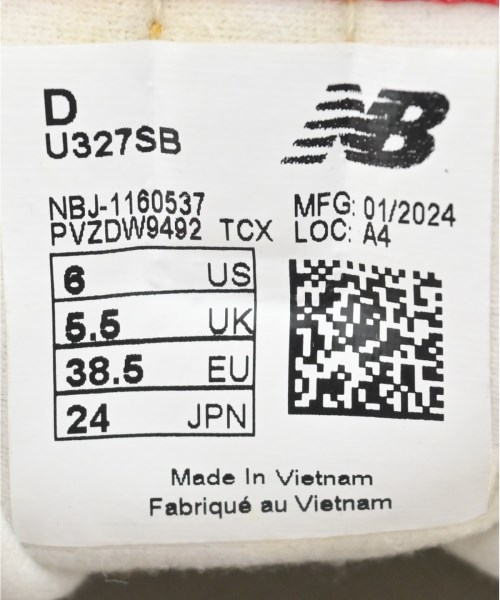 D
U327SB
NB
NBJ-1160537
PVZDW9492 TCX
MFG: 01/2024
LOC: A4
6 US
5.5 UK
38.5 EU
24 JPN
Made In Vietnam
Fabriqué au Vietnam